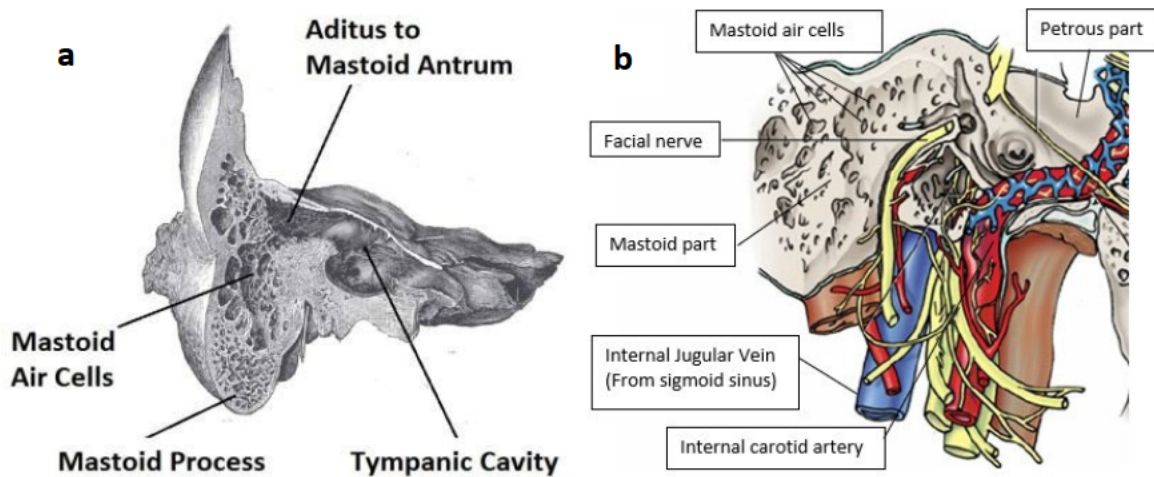 a
Aditus to
Mastoid Antrum
Mastoid
Air Cells
Mastoid Process
Tympanic Cavity
b
Mastoid air cells
Petrous part
Facial nerve
Mastoid part
Internal Jugular Vein
(From sigmoid sinus)
Internal carotid artery